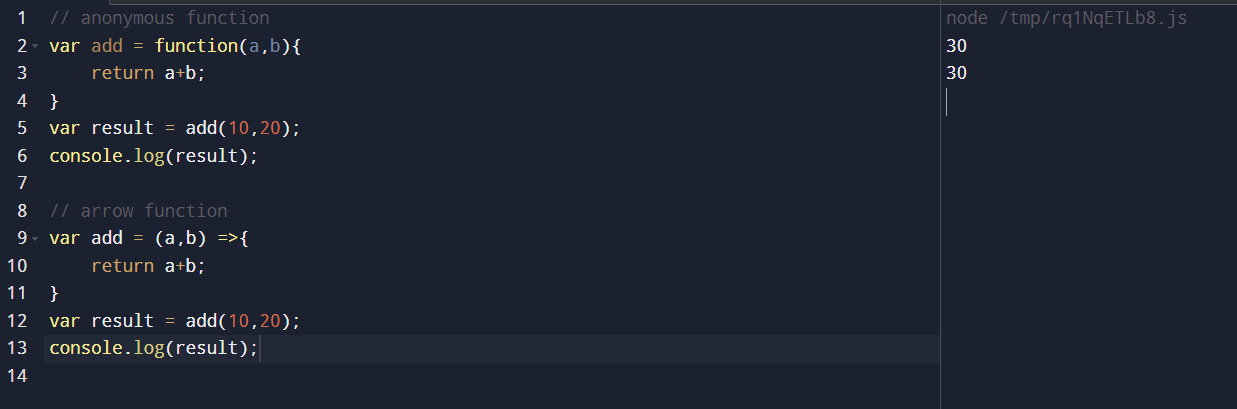 1 // anonymous function
2 var add = function(a,b){
3     return a+b;
4 }
5 var result = add(10,20);
6 console.log(result);
7
8 // arrow function
9 var add = (a,b) =>{
10     return a+b;
11 }
12 var result = add(10,20);
13 console.log(result);
14
node /tmp/rq1NqETLb8.js
30
30